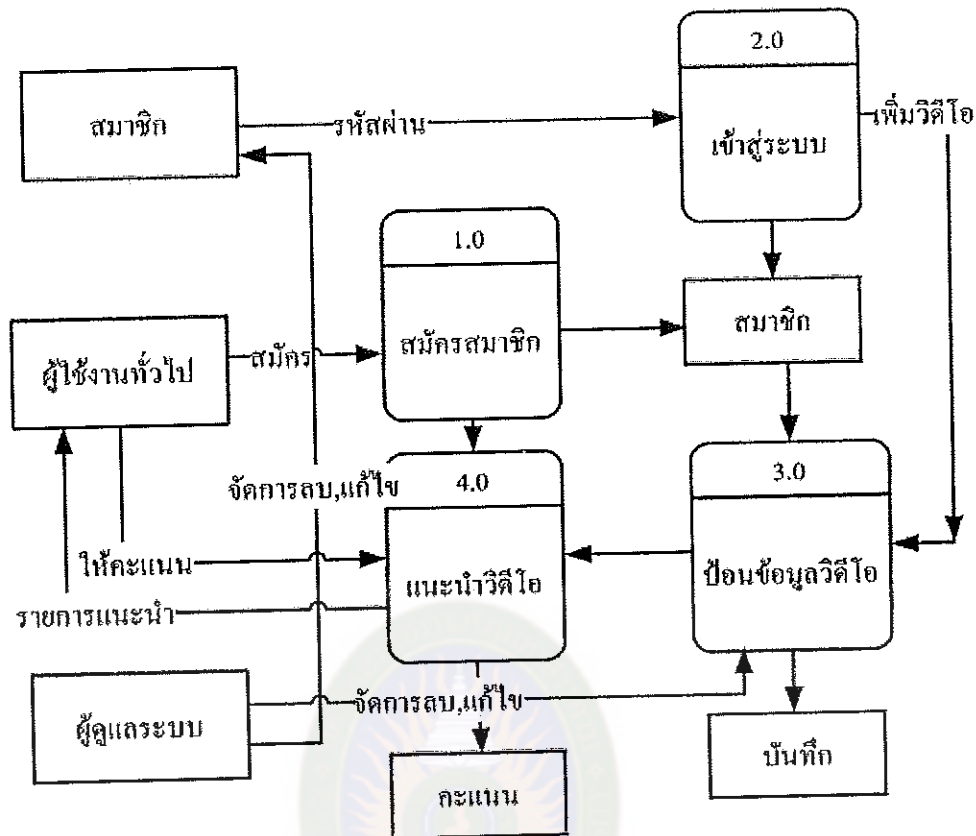 2.0
สมาชิก
รหัสผ่าน
เพิ่มวิดีโอ
เข้าสู่ระบบ
1.0
สมาชิก
ผู้ใช้งานทั่วไป
สมัคร
สมัครสมาชิก
จัดการลบ,แก้ไข
4.0
3.0
ให้คะแนน
แนะนำวิดีโอ
ป้อนข้อมูลวิดีโอ
รายการแนะนำ
ผู้ดูแลระบบ
จัดการลบ,แก้ไข
บันทึก
คะแนน